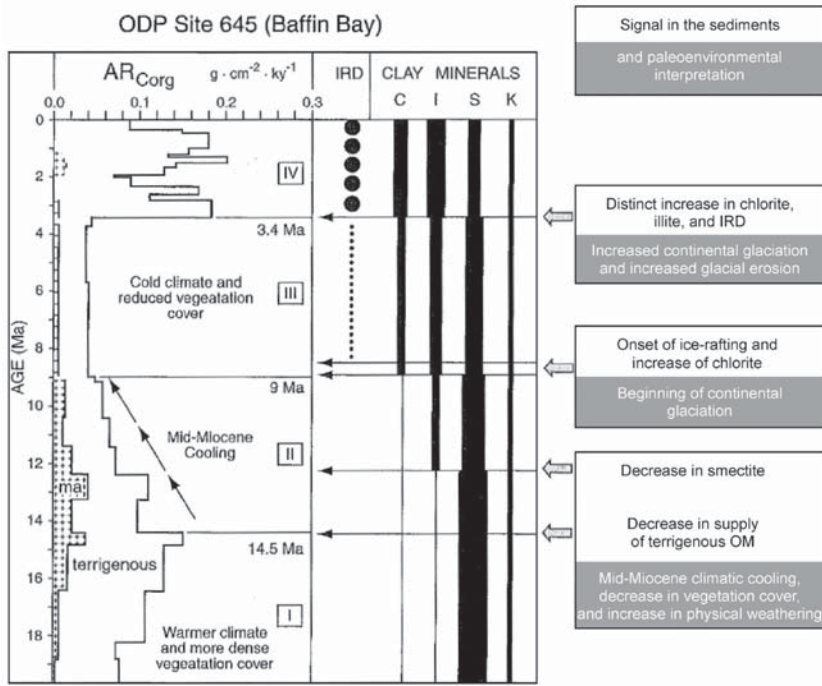 ODP Site 645 (Baffin Bay)
AR Corg g · cm-2 · ky-1
IRD
CLAY MINERALS
C I S K
0.0 0.1 0.2 0.3
AGE (Ma)
0
2
4
6
8
10
12
14
16
18
IV
3.4 Ma
Cold climate and
reduced vegeatation
cover
III
9 Ma
Mid-Miocene
Cooling
II
ma
14.5 Ma
terrigenous
I
Warmer climate
and more dense
vegeatation cover
Signal in the sediments
and paleoenvironmental
interpretation
Distinct increase in chlorite,
illite, and IRD
Increased continental glaciation
and increased glacial erosion
Onset of ice-rafting and
increase of chlorite
Beginning of continental
glaciation
Decrease in smectite
Decrease in supply
of terrigenous OM
Mid-Miocene climatic cooling,
decrease in vegetation cover,
and increase in physical weathering